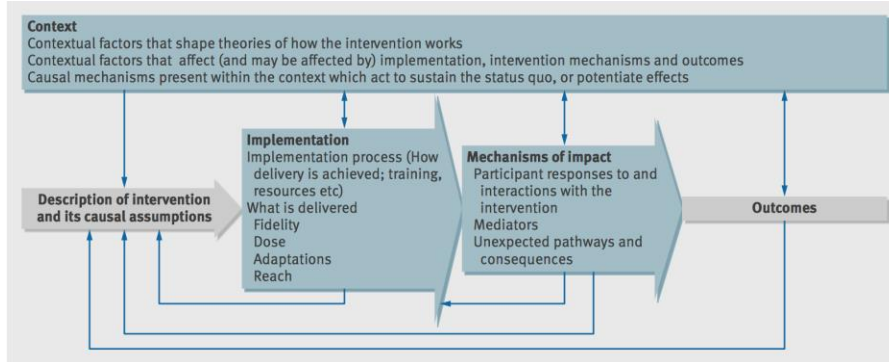 Context
Contextual factors that shape theories of how the intervention works
Contextual factors that affect (and may be affected by) implementation, intervention mechanisms and outcomes
Causal mechanisms present within the context which act to sustain the status quo, or potentiate effects
Description of intervention
and its causal assumptions
Implementation
Implementation process (How
delivery is achieved; training,
resources etc)
What is delivered
Fidelity
Dose
Adaptations
Reach
Mechanisms of impact
Participant responses to and
interactions with the
intervention
Mediators
Unexpected pathways and
consequences
Outcomes